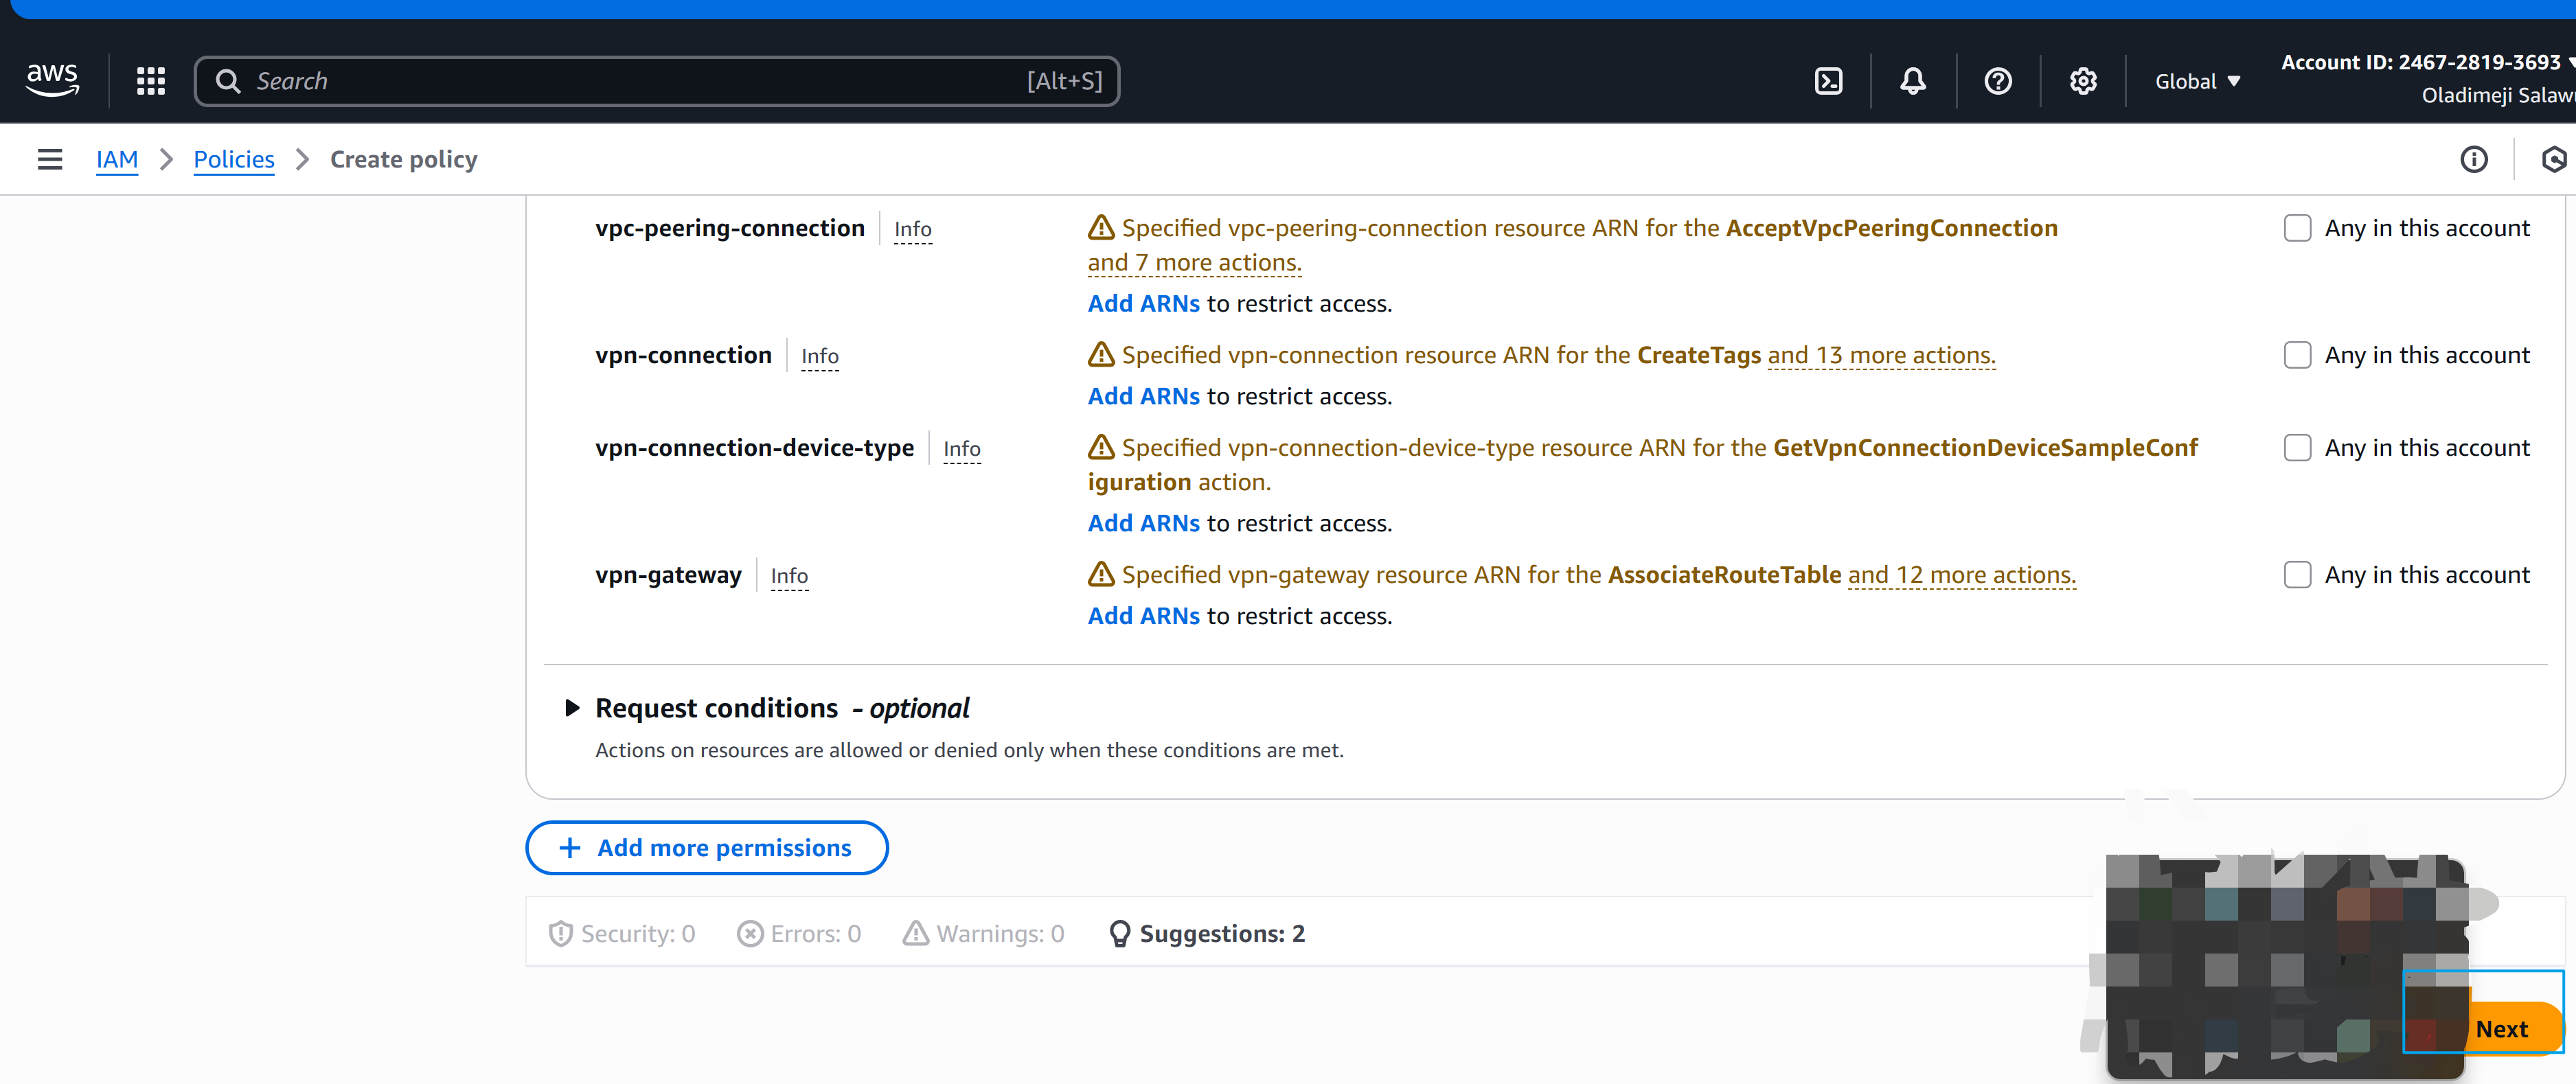 aws
Search [Alt+S]
Global
Account ID: 2467-2819-3693
Oladimeji
IAM Policies Create policy
vpc-peering-connection Info
Specified vpc-peering-connection resource ARN for the AcceptVpcPeeringConnection
and 7 more actions.
Add ARNs to restrict access.
Any in this account
vpn-connection Info
Specified vpn-connection resource ARN for the CreateTags and 13 more actions.
Add ARNs to restrict access.
Any in this account
vpn-connection-device-type Info
Specified vpn-connection-device-type resource ARN for the GetVpnConnectionDeviceSampleConf
iguration action.
Add ARNs to restrict access.
Any in this account
vpn-gateway Info
Specified vpn-gateway resource ARN for the AssociateRouteTable and 12 more actions.
Add ARNs to restrict access.
Any in this account
Request conditions - optional
Actions on resources are allowed or denied only when these conditions are met.
+ Add more permissions
Security: 0 Errors: 0 Warnings: 0 Suggestions: 2
Next